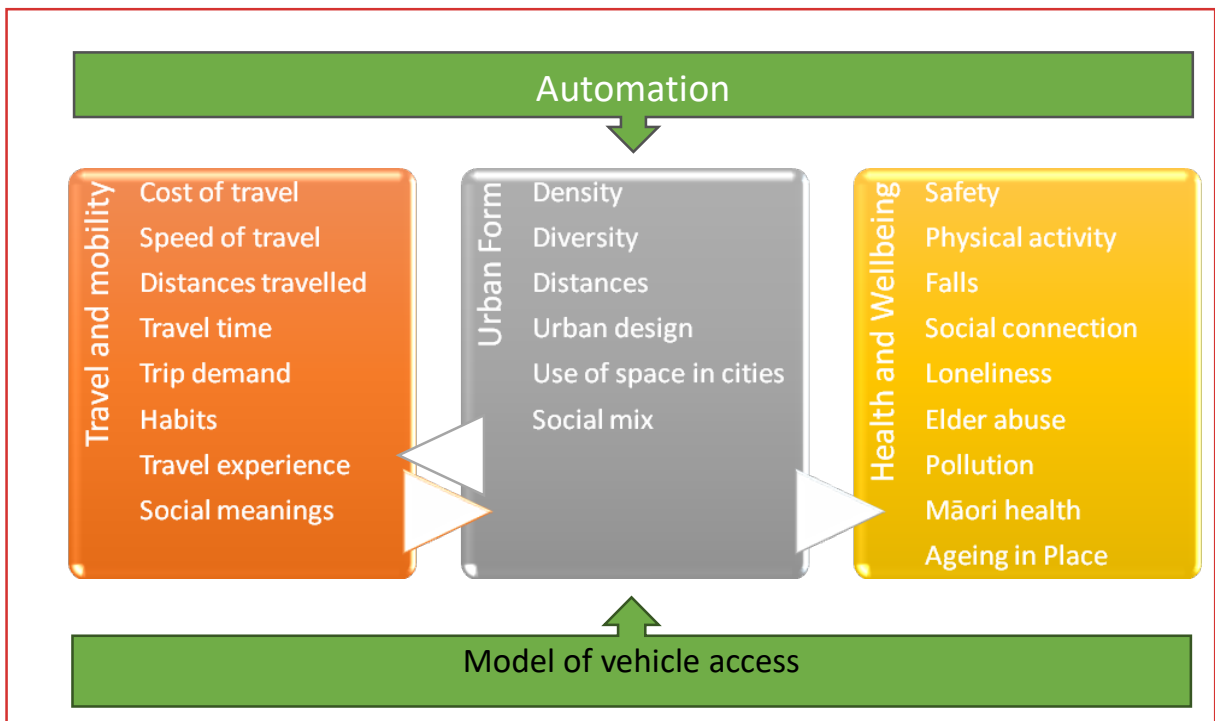 Automation
Travel and mobility
Cost of travel
Speed of travel
Distances travelled
Travel time
Trip demand
Habits
Travel experience
Social meanings
Urban Form
Density
Diversity
Distances
Urban design
Use of space in cities
Social mix
Health and Wellbeing
Safety
Physical activity
Falls
Social connection
Loneliness
Elder abuse
Pollution
Māori health
Ageing in Place
Model of vehicle access